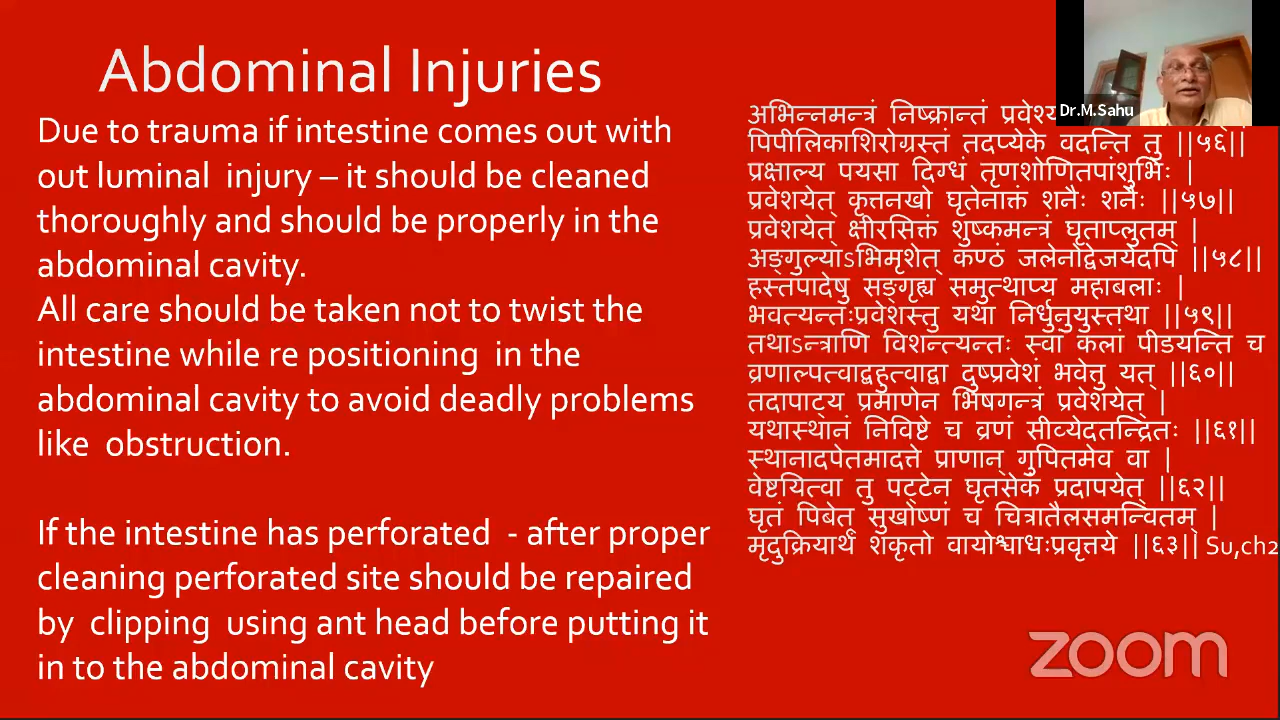 Abdominal Injuries
Due to trauma if intestine comes out with
out luminal injury – it should be cleaned
thoroughly and should be properly in the
abdominal cavity.
All care should be taken not to twist the
intestine while re positioning in the
abdominal cavity to avoid deadly problems
like obstruction.
If the intestine has perforated - after proper
cleaning perforated site should be repaired
by clipping using ant head before putting it
in to the abdominal cavity
अभिन्नमन्त्रं निष्क्रान्तं
पिपीलिकाशिरोग्रस्तं तदप्येके वदन्ति तु ||५६||
प्रक्षाल्य पयसा दिग्धं तृणशोणितपांशुभिः |
प्रवेशयेत् कृत्तनखो घृतेनाक्तं शनैः शनैः ||५७||
प्रवेशयेत् क्षीरसिक्तं शुष्कमन्त्रं घृताप्लुतम् |
अङ्गुल्याऽभिमृशेत् कण्ठं जलेनोद्वेजयेदपि ||५८||
हस्तपादेषु सङ्गृह्य समुत्थाप्य महाबलाः |
भवत्यन्तःप्रवेशस्तु यथा निर्धुनुयुस्तथा ||५९||
तथाऽन्त्राणि विशन्त्यन्तः स्वां कलां पीडयन्ति च
व्रणाल्पत्वाद्बहुत्वाद्वा दुष्प्रवेशं भवेत्तु यत् ||६०||
तदापाट्य प्रमाणेन भिषगन्त्रं प्रवेशयेत् |
यथास्थानं निविष्टे च व्रणं सीव्येदतन्द्रितः ||६१||
स्थानादपेतमादत्ते प्राणान् गुपितमेव वा |
वेष्टयित्वा तु पट्टेन घृतसेकं प्रदापयेत् ||६२||
घृतं पिबेत् सुखोष्णं च चित्रातैलसमन्वितम् |
मृदुक्रियार्थं शकृतो वायोश्चाधःप्रवृत्तये ||६३|| Su,ch2
Dr.M.Sahu
zoom